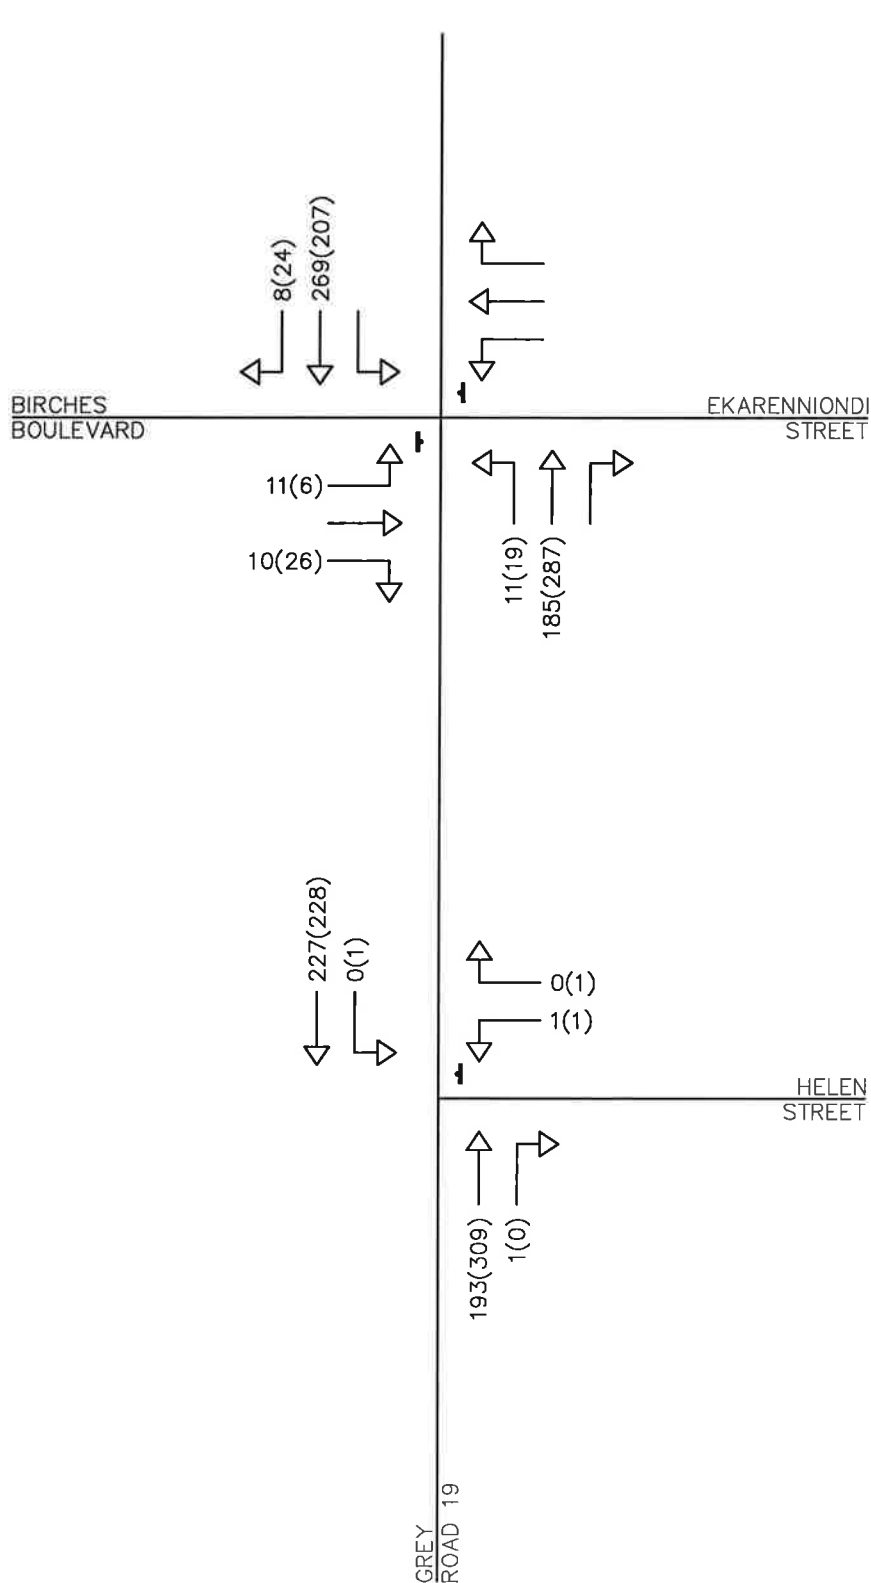 8(24)
269(207)
BIRCHES
BOULEVARD
EKARENNIONDI
STREET
11(6)
10(26)
11(19)
185(287)
227(228)
0(1)
0(1)
1(1)
HELEN
STREET
193(309)
1(0)
GREY
ROAD 19